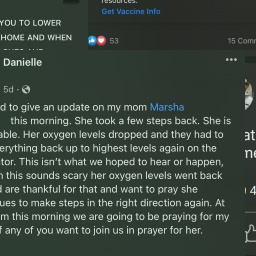 YOU TO LOWER
HOME AND WHEN
resources.
Get Vaccine Info
53
15 Comm
Danielle
5d
d to give an update on my mom Marsha
this morning. She took a few steps back. She is
able. Her oxygen levels dropped and they had to
erything back up to highest levels again on the
tor. This isn't what we hoped to hear or happen,
n this sounds scary her oxygen levels went back
d are thankful for that and want to pray she
ues to make steps in the right direction again. At
m this morning we are going to be praying for my
f any of you want to join us in prayer for her.
at
me
4